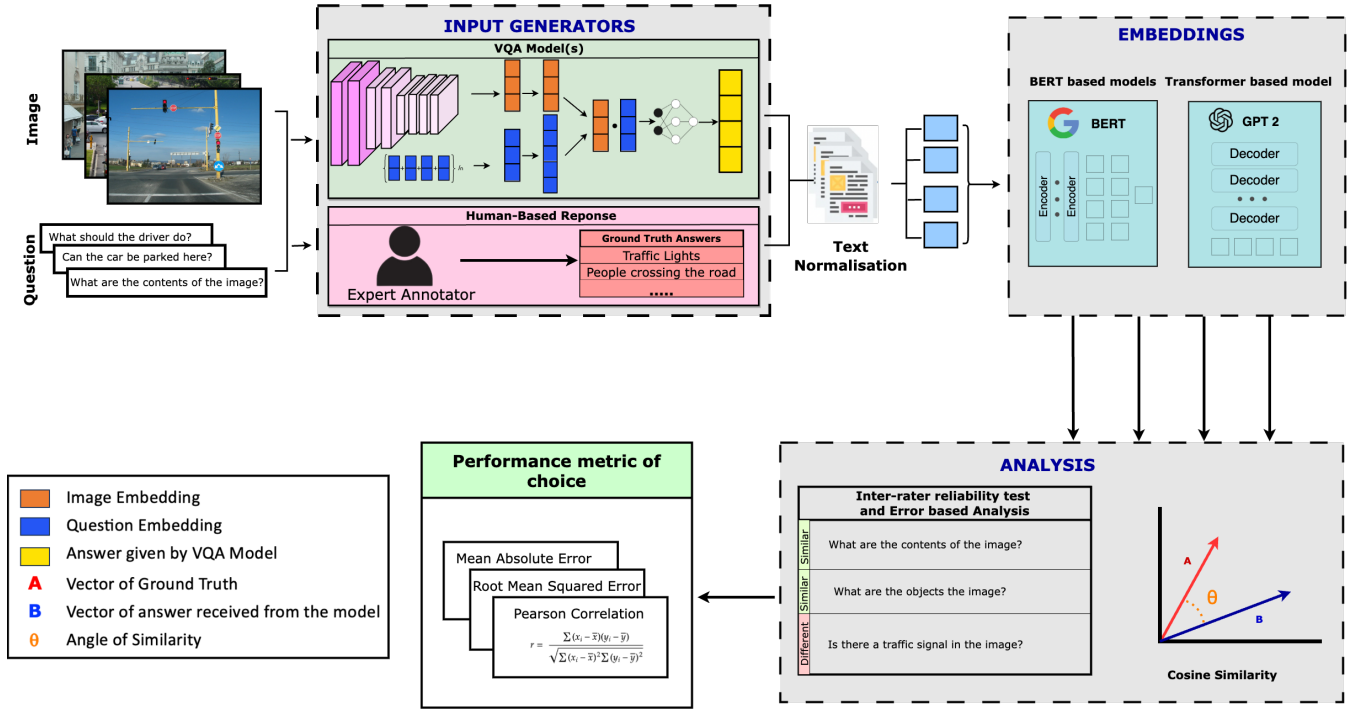 INPUT GENERATORS
VQA Model(s)
Image
Question
What should the driver do?
Can the car be parked here?
What are the contents of the image?
Human-Based Reponse
Expert Annotator
Ground Truth Answers
Traffic Lights
People crossing the road
.....
Text
Normalisation
EMBEDDINGS
BERT based models
Transformer based model
BERT
Encoder
Encoder
GPT 2
Decoder
Decoder
Decoder
ANALYSIS
Inter-rater reliability test
and Error based Analysis
Similar
What are the contents of the image?
Similar
What are the objects the image?
Different
Is there a traffic signal in the image?
A
θ
B
Cosine Similarity
Performance metric of
choice
Mean Absolute Error
Root Mean Squared Error
Pearson Correlation
r = ∑(xᵢ − x̅)(yᵢ − y̅) / √∑(xᵢ − x̅)² ∑(yᵢ − y̅)²
Image Embedding
Question Embedding
Answer given by VQA Model
A Vector of Ground Truth
B Vector of answer received from the model
θ Angle of Similarity